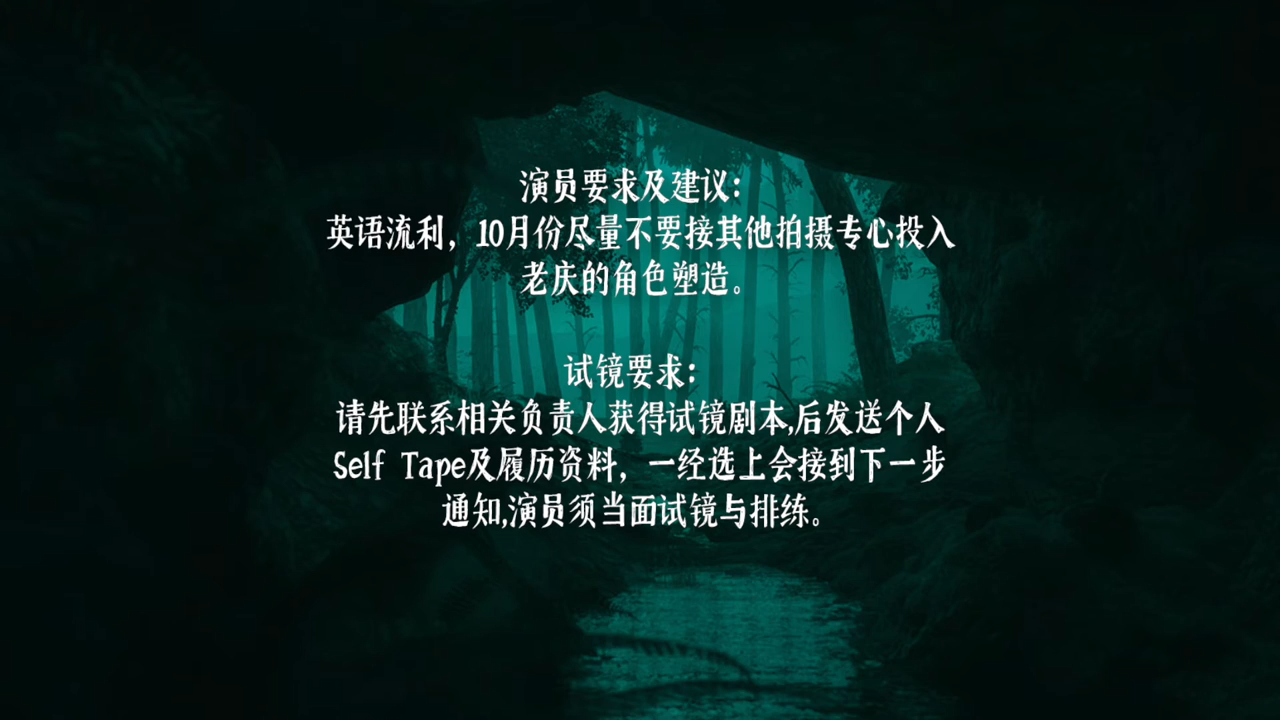 演员要求及建议：
英语流利，10月份尽量不要接其他拍摄专心投入
老庆的角色塑造。
试镜要求：
请先联系相关负责人获得试镜剧本,后发送个人
Self Tape及履历资料，一经选上会接到下一步
通知,演员须当面试镜与排练。